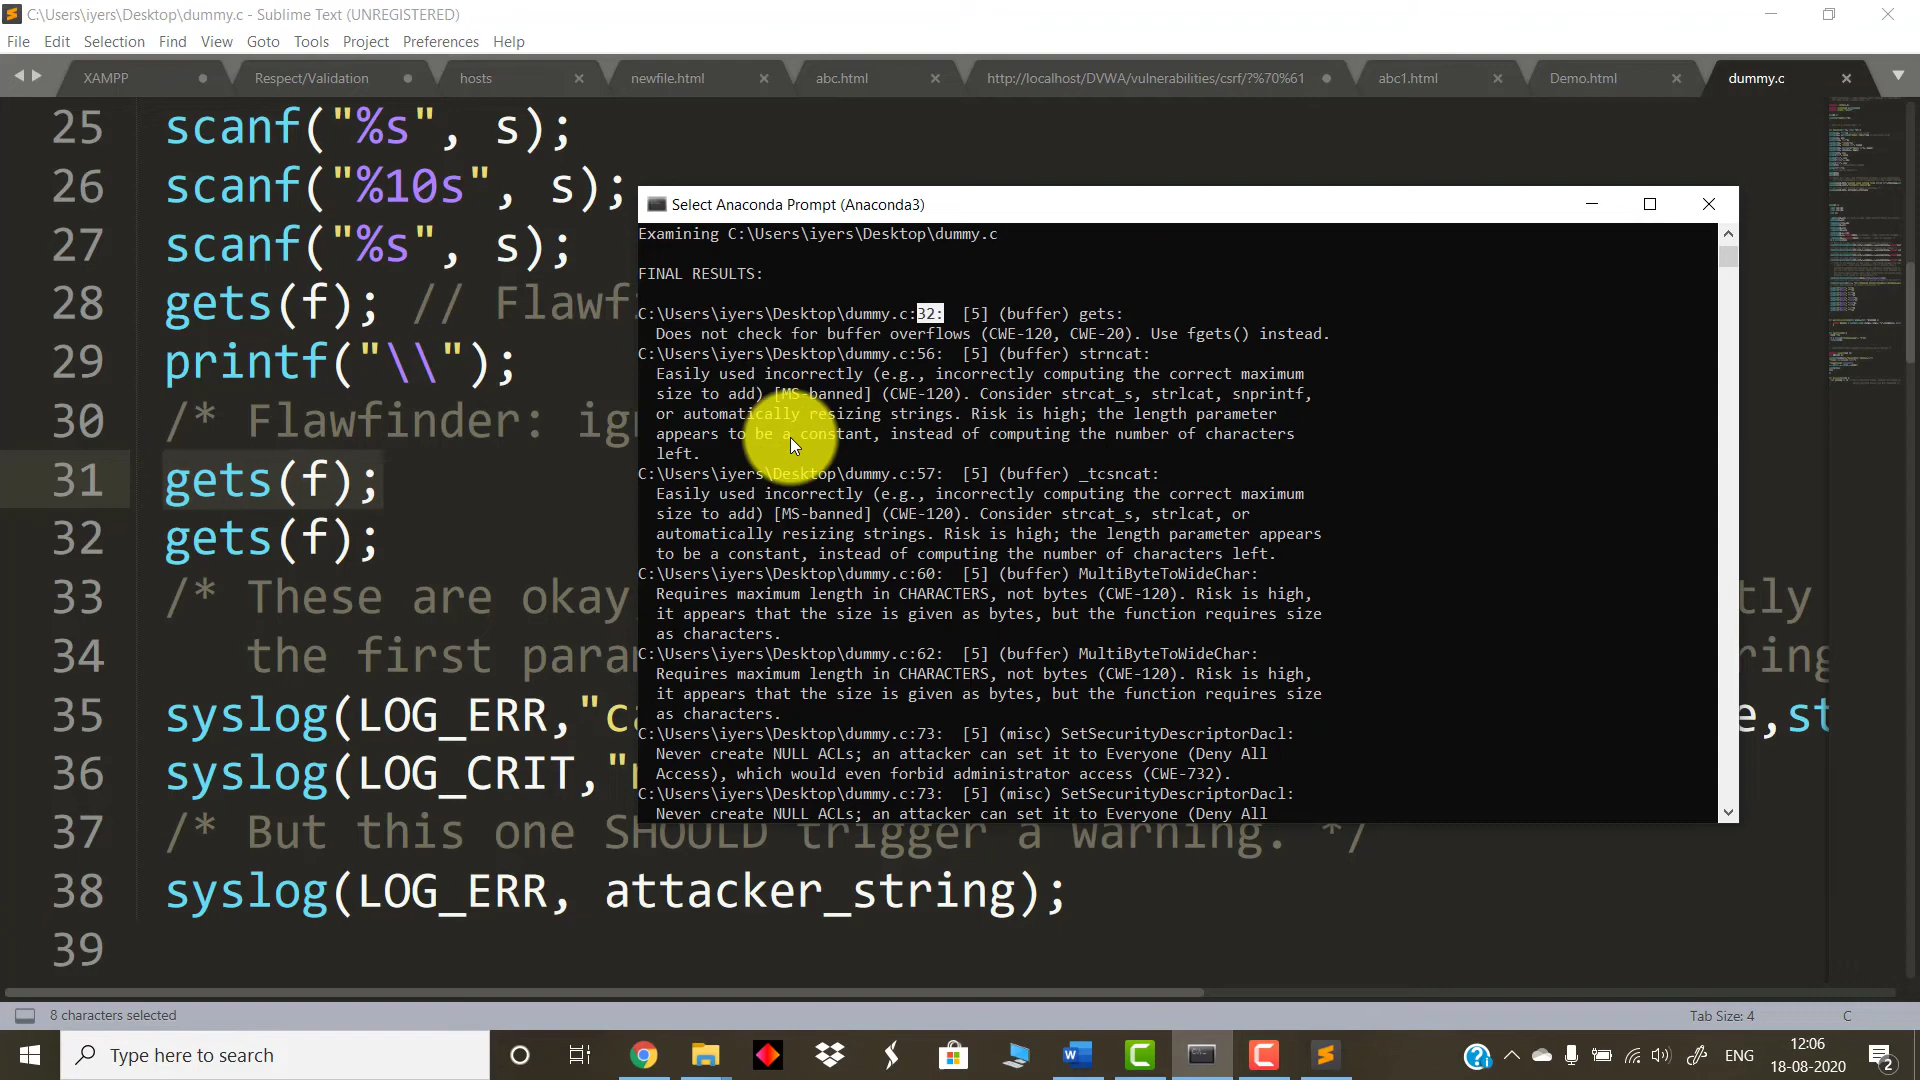 C:\Users\iyers\Desktop\dummy.c - Sublime Text (UNREGISTERED)
File Edit Selection Find View Goto Tools Project Preferences Help
XAMPP Respect/Validation hosts newfile.html abc.html http://localhost/DVWA/vulnerabilities/csrf/?%70%61 abc1.html Demo.html dummy.c
25 scanf("%s", s);
26 scanf("%10s", s);
27 scanf("%s", s);
28 gets(f); // Flawfi
29 printf("\\");
30 /* Flawfinder: ign
31 gets(f);
32 gets(f);
33 /* These are okay, tly
34 the first para ring
35 syslog(LOG_ERR,"ca e,st
36 syslog(LOG_CRIT,"n
37 /* But this one SHOULD trigger a warning. */
38 syslog(LOG_ERR, attacker_string);
39
Select Anaconda Prompt (Anaconda3)
Examining C:\Users\iyers\Desktop\dummy.c
FINAL RESULTS:
C:\Users\iyers\Desktop\dummy.c:32: [5] (buffer) gets:
Does not check for buffer overflows (CWE-120, CWE-20). Use fgets() instead.
C:\Users\iyers\Desktop\dummy.c:56: [5] (buffer) strncat:
Easily used incorrectly (e.g., incorrectly computing the correct maximum
size to add) [MS-banned] (CWE-120). Consider strcat_s, strlcat, snprintf,
or automatically resizing strings. Risk is high; the length parameter
appears to be a constant, instead of computing the number of characters
left.
C:\Users\iyers\Desktop\dummy.c:57: [5] (buffer) _tcsncat:
Easily used incorrectly (e.g., incorrectly computing the correct maximum
size to add) [MS-banned] (CWE-120). Consider strcat_s, strlcat, or
automatically resizing strings. Risk is high; the length parameter appears
to be a constant, instead of computing the number of characters left.
C:\Users\iyers\Desktop\dummy.c:60: [5] (buffer) MultiByteToWideChar:
Requires maximum length in CHARACTERS, not bytes (CWE-120). Risk is high,
it appears that the size is given as bytes, but the function requires size
as characters.
C:\Users\iyers\Desktop\dummy.c:62: [5] (buffer) MultiByteToWideChar:
Requires maximum length in CHARACTERS, not bytes (CWE-120). Risk is high,
it appears that the size is given as bytes, but the function requires size
as characters.
C:\Users\iyers\Desktop\dummy.c:73: [5] (misc) SetSecurityDescriptorDacl:
Never create NULL ACLs; an attacker can set it to Everyone (Deny All
Access), which would even forbid administrator access (CWE-732).
C:\Users\iyers\Desktop\dummy.c:73: [5] (misc) SetSecurityDescriptorDacl:
Never create NULL ACLs; an attacker can set it to Everyone (Deny All
8 characters selected Tab Size: 4 C
Type here to search
ENG
12:06
18-08-2020
2